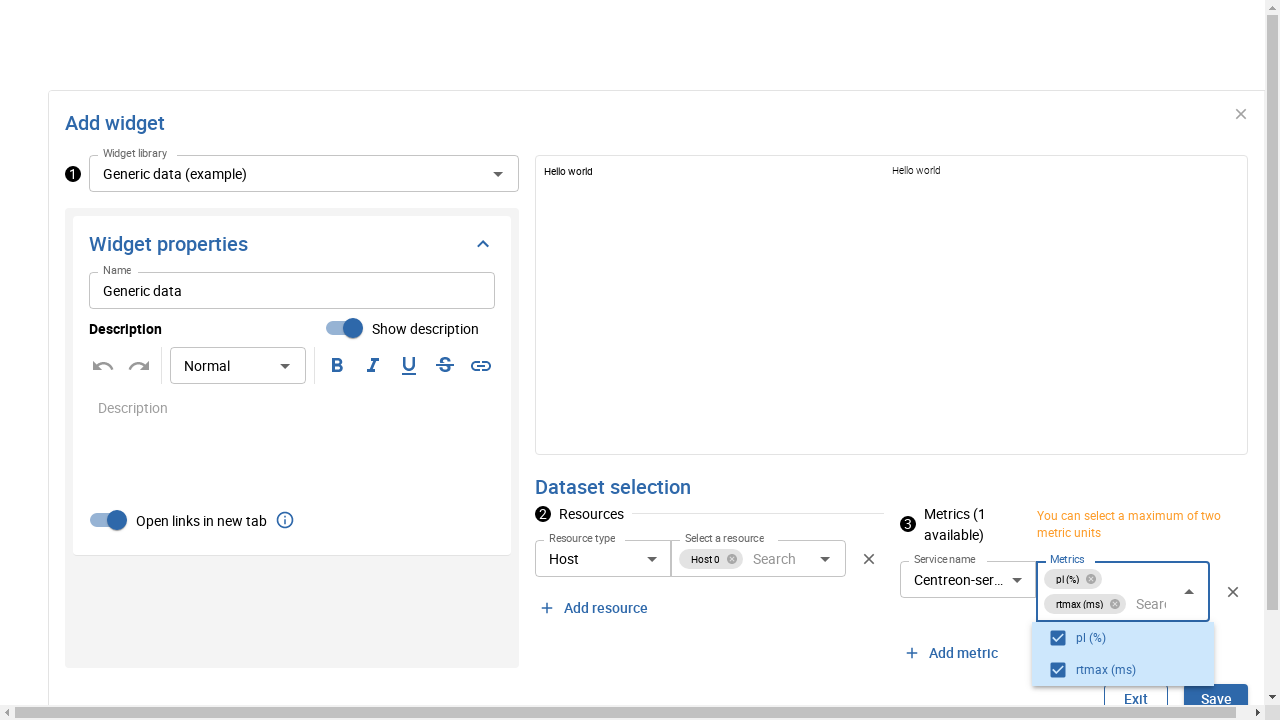 Add widget
Widget library
1
Generic data (example)
Hello world
Hello world
Widget properties
Name
Generic data
Description
Show description
Normal
B I U S
Description
Open links in new tab
Dataset selection
2 Resources
Resource type
Host
Select a resource
Host 0
Search
Add resource
3
Metrics (1
available)
You can select a maximum of two
metric units
Service name
Centreon-ser...
Metrics
pl (%)
rtmax (ms)
Sear
Add metric
pl (%)
rtmax (ms)
Exit
Save